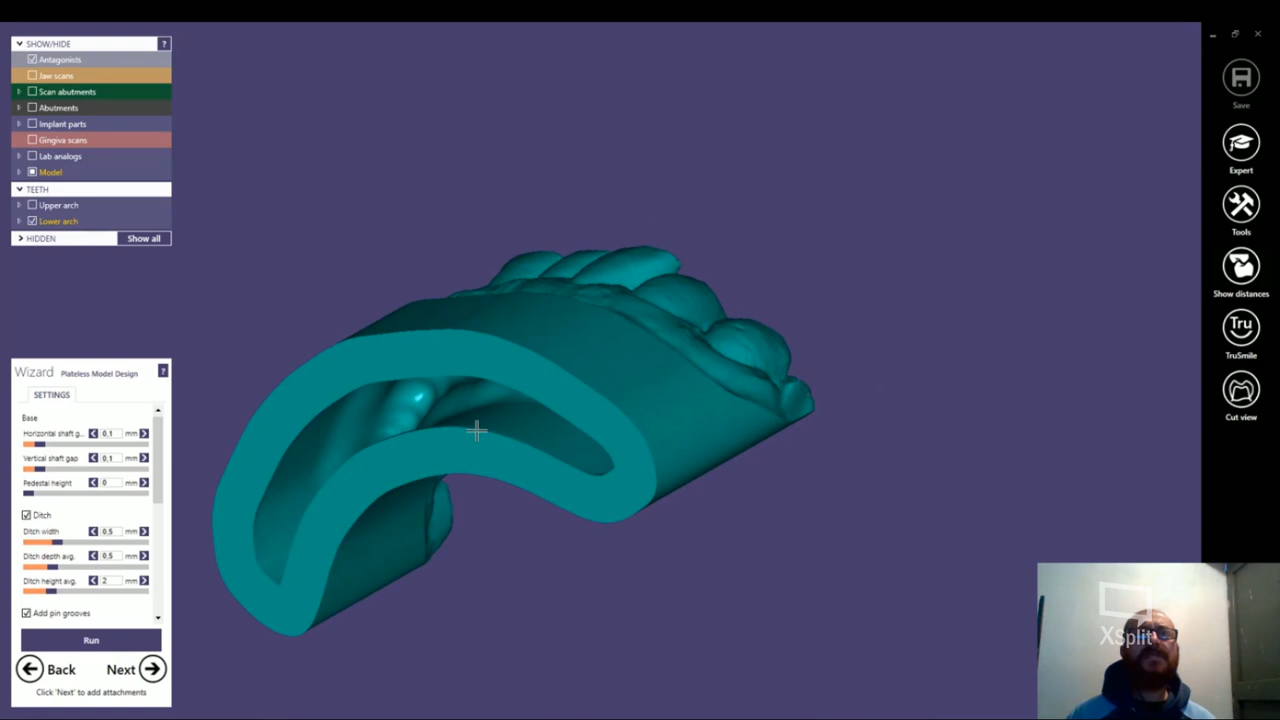 SHOW/HIDE ?
Antagonists
Jaw scans
Scan abutments
Abutments
Implant parts
Gingiva scans
Lab analogs
Model
TEETH
Upper arch
Lower arch
HIDDEN Show all
Save
Expert
Tools
Show distances
Tru
TruSmile
Cut view
Wizard Plateless Model Design ?
SETTINGS
Base
Horizontal shaft g... 0,1 mm
Vertical shaft gap 0,1 mm
Pedestal height 0 mm
Ditch
Ditch width 0,5 mm
Ditch depth avg. 0,5 mm
Ditch height avg. 2 mm
Add pin grooves
Run
Back Next
Click 'Next' to add attachments
XSplit